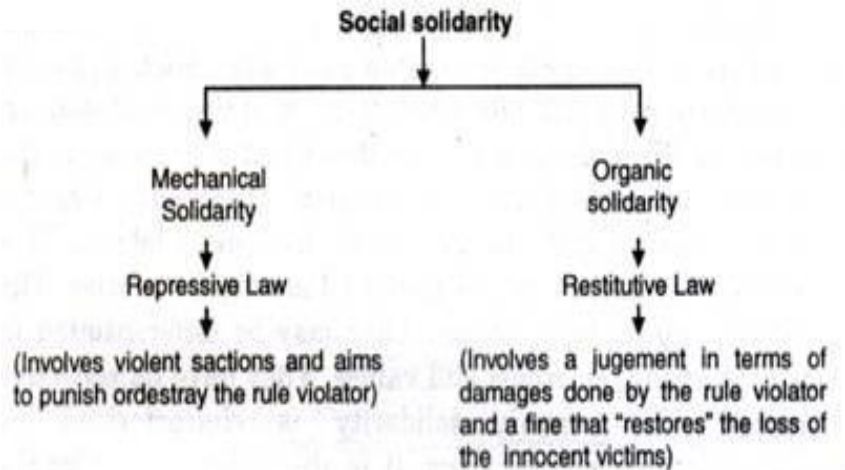 Social solidarity
Mechanical
Solidarity
Repressive Law
(Involves violent sactions and aims
to punish ordestray the rule violator)
Organic
solidarity
Restitutive Law
(Involves a jugement in terms of
damages done by the rule violator
and a fine that "restores" the loss of
the innocent victims)